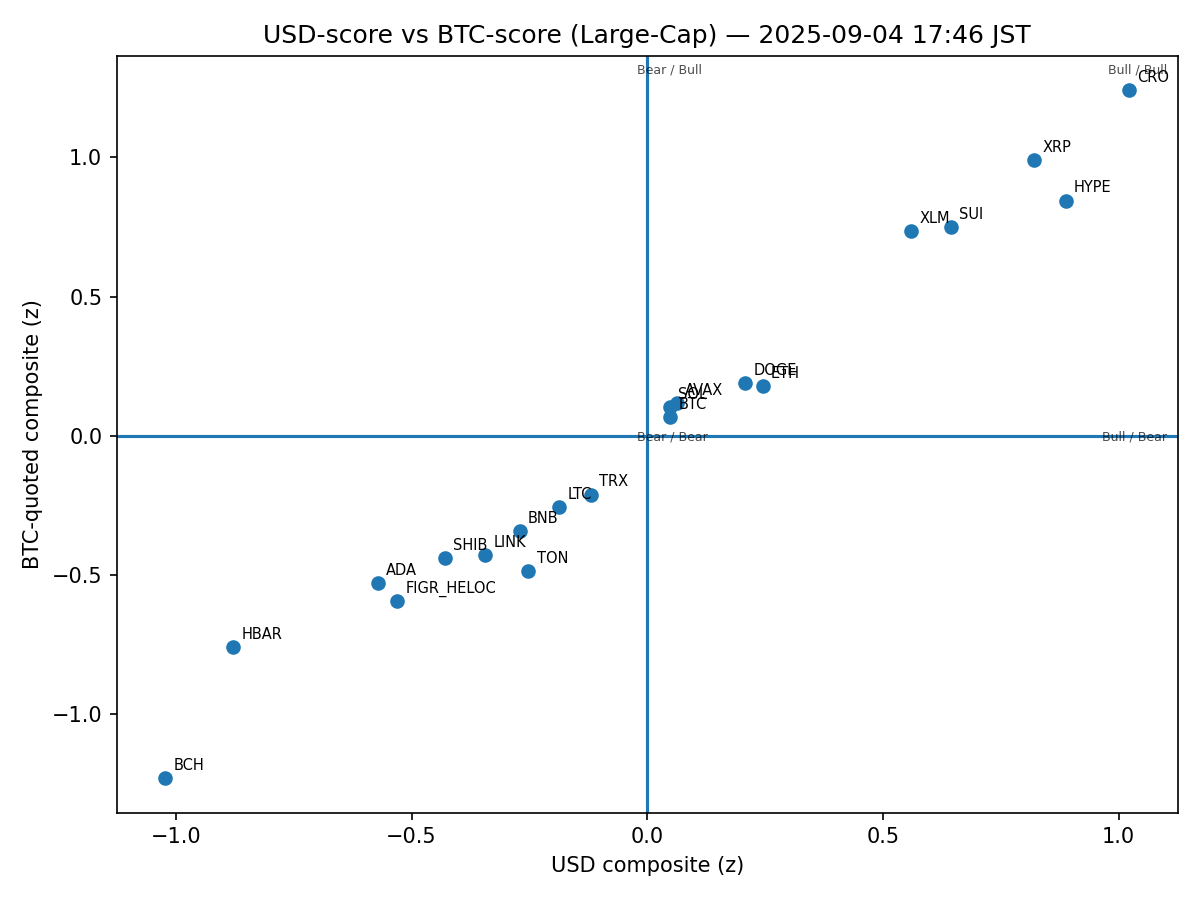 USD-score vs BTC-score (Large-Cap) — 2025-09-04 17:46 JST
Bear / Bull
Bull / Bull
CRO
XRP
HYPE
XLM
SUI
DOGE
ETH
AVAX
SOL
BTC
Bear / Bear
Bull / Bear
TRX
LTC
BNB
LINK
SHIB
TON
ADA
FIGR_HELOC
HBAR
BCH
1.0
0.5
0.0
−0.5
−1.0
BTC-quoted composite (z)
−1.0
−0.5
0.0
0.5
1.0
USD composite (z)